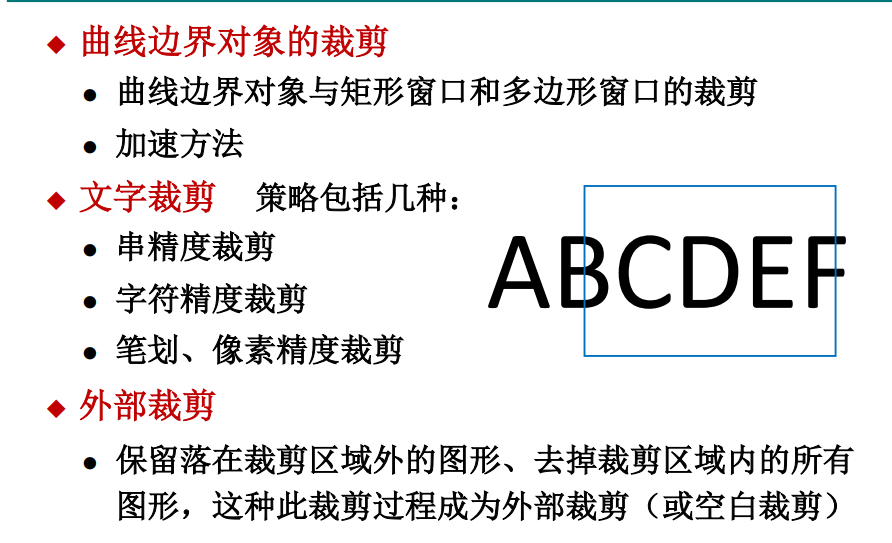 曲线边界对象的裁剪
曲线边界对象与矩形窗口和多边形窗口的裁剪
加速方法
文字裁剪 策略包括几种：
串精度裁剪
字符精度裁剪
笔划、像素精度裁剪
ABCDEF
外部裁剪
保留落在裁剪区域外的图形、去掉裁剪区域内的所有
图形，这种此裁剪过程成为外部裁剪（或空白裁剪）